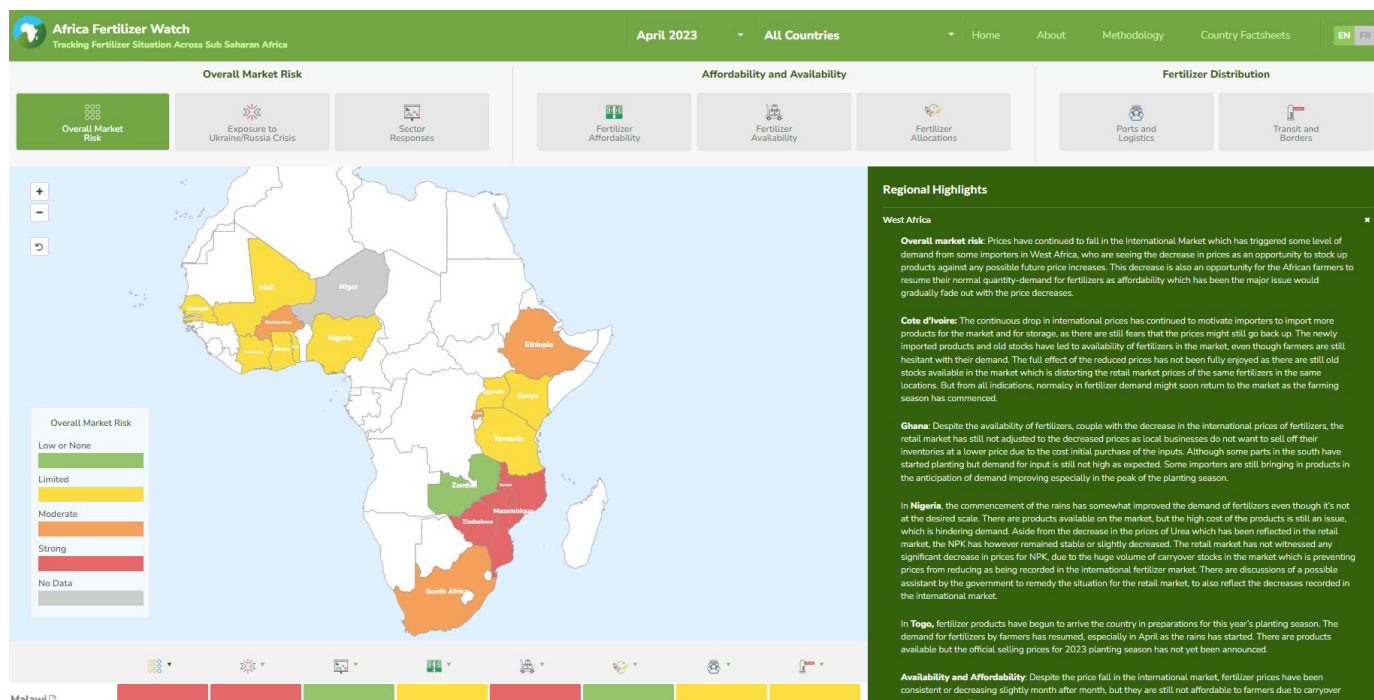 Africa Fertilizer Watch
Tracking Fertilizer Situation Across Sub Saharan Africa
April 2023
All Countries
Home
About
Methodology
Country Factsheets
EN FR
Overall Market Risk
Affordability and Availability
Fertilizer Distribution
Overall Market
Risk
Exposure to
Ukraine/Russia Crisis
Sector
Responses
Fertilizer
Affordability
Fertilizer
Availability
Fertilizer
Allocations
Ports and
Logistics
Transit and
Borders
+
−
Mali
Niger
Senegal
Burkina Faso
Ghana
Nigeria
Ethiopia
Uganda
Kenya
Tanzania
Zambia
Malawi
Mozambique
Zimbabwe
South Africa
Overall Market Risk
Low or None
Limited
Moderate
Strong
No Data
Malawi
Regional Highlights
West Africa
Overall market risk: Prices have continued to fall in the International Market which has triggered some level of
demand from some importers in West Africa, who are seeing the decrease in prices as an opportunity to stock up
products against any possible future price increases. This decrease is also an opportunity for the African farmers to
resume their normal quantity-demand for fertilizers as affordability which has been the major issue would
gradually fade out with the price decreases.
Cote d'Ivoire: The continuous drop in international prices has continued to motivate importers to import more
products for the market and for storage, as there are still fears that the prices might still go back up. The newly
imported products and old stocks have led to availability of fertilizers in the market, even though farmers are still
hesitant with their demand. The full effect of the reduced prices has not been fully enjoyed as there are still old
stocks available in the market which is distorting the retail market prices of the same fertilizers in the same
locations. But from all indications, normalcy in fertilizer demand might soon return to the market as the farming
season has commenced.
Ghana: Despite the availability of fertilizers, couple with the decrease in the international prices of fertilizers, the
retail market has still not adjusted to the decreased prices as local businesses do not want to sell off their
inventories at a lower price due to the cost initial purchase of the inputs. Although some parts in the south have
started planting but demand for input is still not high as expected. Some importers are still bringing in products in
the anticipation of demand improving especially in the peak of the planting season.
In Nigeria, the commencement of the rains has somewhat improved the demand of fertilizers even though it's not
at the desired scale. There are products available on the market, but the high cost of the products is still an issue,
which is hindering demand. Aside from the decrease in the prices of Urea which has been reflected in the retail
market, the NPK has however remained stable or slightly decreased. The retail market has not witnessed any
significant decrease in prices for NPK, due to the huge volume of carryover stocks in the market which is preventing
prices from reducing as being recorded in the international fertilizer market. There are discussions of a possible
assistant by the government to remedy the situation for the retail market, to also reflect the decreases recorded in
the international market.
In Togo, fertilizer products have begun to arrive the country in preparations for this year's planting season. The
demand for fertilizers by farmers has resumed, especially in April as the rains has started. There are products
available but the official selling prices for 2023 planting season has not yet been announced.
Availability and Affordability: Despite the price fall in the international market, fertilizer prices have been
consistent or decreasing slightly month after month, but they are still not affordable to farmers due to carryover